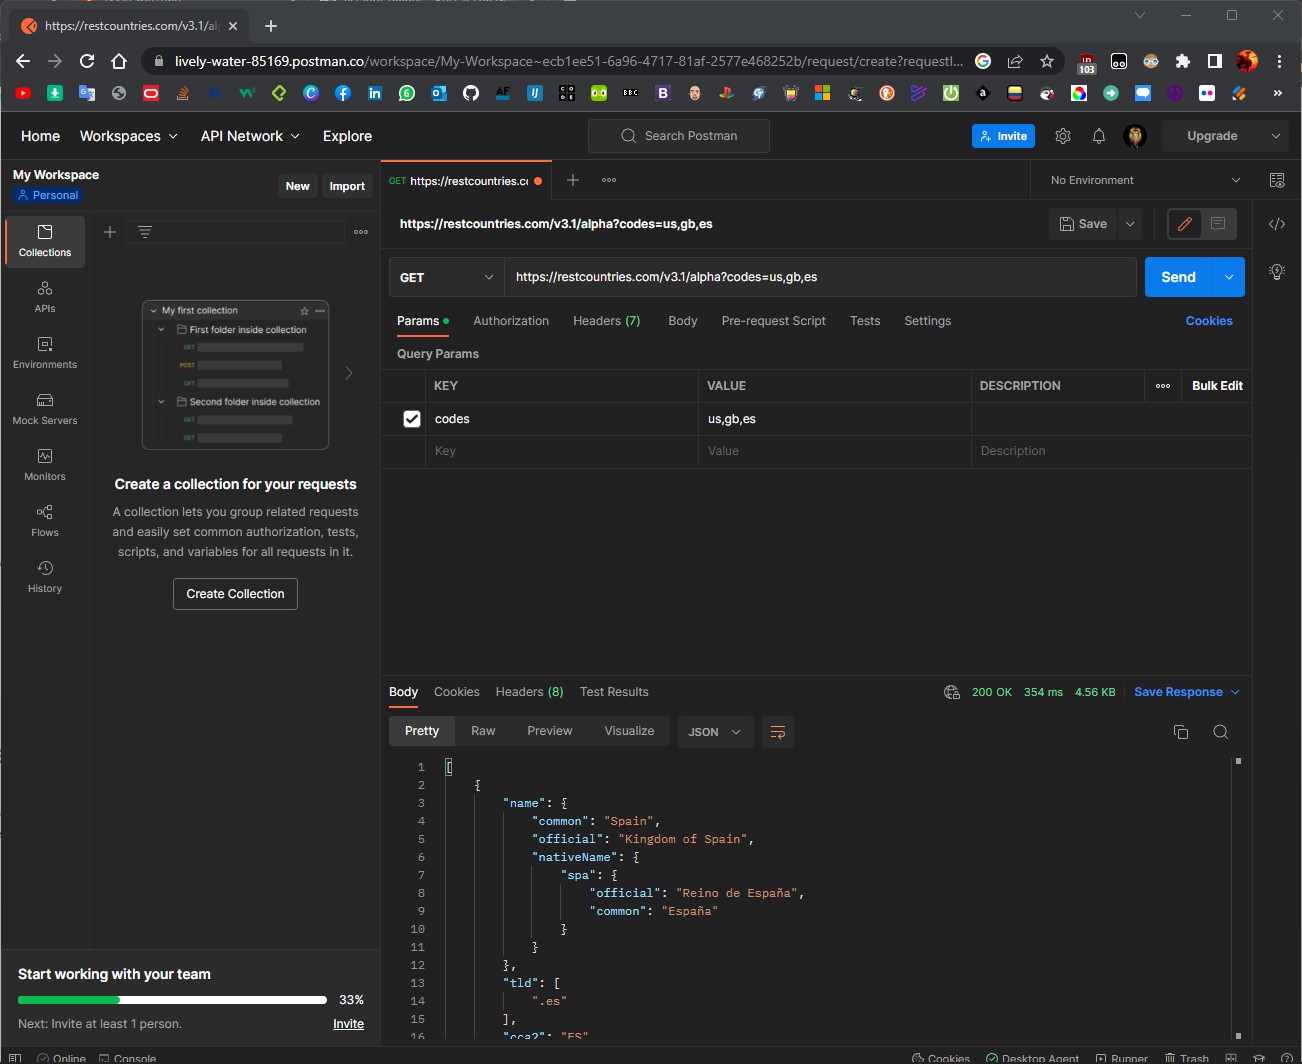 https://restcountries.com/v3.1/al
lively-water-85169.postman.co/workspace/My-Workspace~ecb1ee51-6a96-4717-81af-2577e468252b/request/create?requestI...
103
Home Workspaces API Network Explore Search Postman Invite Upgrade
My Workspace
Personal
New Import
GET https://restcountries.cc
No Environment
Collections
APIs
Environments
Mock Servers
Monitors
Flows
History
My first collection
First folder inside collection
GET
POST
GET
Second folder inside collection
GET
GET
Create a collection for your requests
A collection lets you group related requests
and easily set common authorization, tests,
scripts, and variables for all requests in it.
Create Collection
Start working with your team
33%
Next: Invite at least 1 person. Invite
https://restcountries.com/v3.1/alpha?codes=us,gb,es
Save
GET https://restcountries.com/v3.1/alpha?codes=us,gb,es Send
Params Authorization Headers (7) Body Pre-request Script Tests Settings Cookies
Query Params
KEY VALUE DESCRIPTION Bulk Edit
codes us,gb,es
Key Value Description
Body Cookies Headers (8) Test Results 200 OK 354 ms 4.56 KB Save Response
Pretty Raw Preview Visualize JSON
1 [
2 {
3 "name": {
4 "common": "Spain",
5 "official": "Kingdom of Spain",
6 "nativeName": {
7 "spa": {
8 "official": "Reino de España",
9 "common": "España"
10 }
11 }
12 },
13 "tld": [
14 ".es"
15 ],
16 "cca2": "ES"
Online Console Cookies Desktop Agent Runner Trash